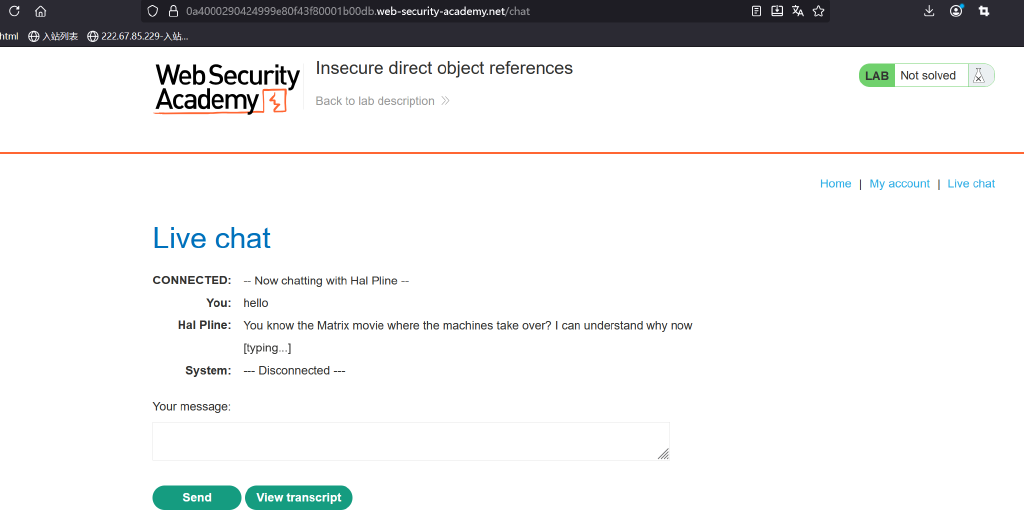 0a4000290424999e80f43f80001b00db.web-security-academy.net/chat
html 入站列表 222.67.85.229-入站...
Web Security
Academy
Insecure direct object references
Back to lab description
LAB Not solved
Home | My account | Live chat
Live chat
CONNECTED: -- Now chatting with Hal Pline --
You: hello
Hal Pline: You know the Matrix movie where the machines take over? I can understand why now
[typing...]
System: --- Disconnected ---
Your message:
Send View transcript